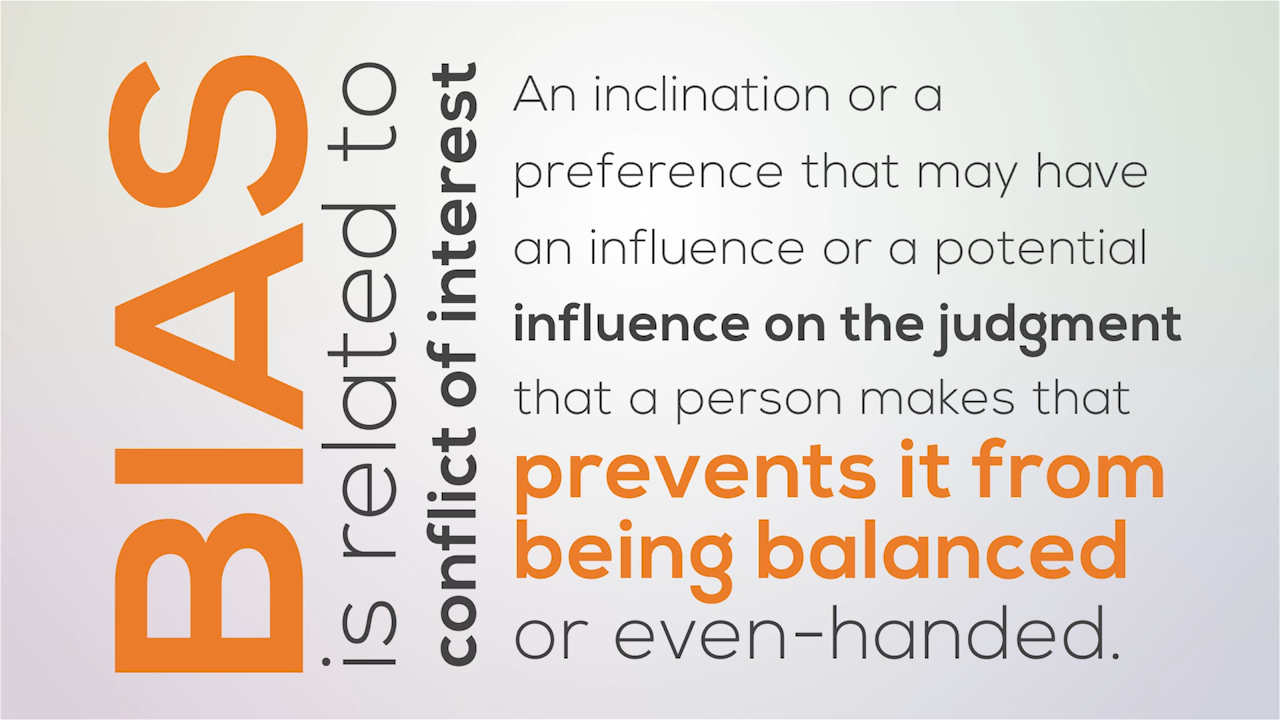 BIAS
is related to
conflict of interest
An inclination or a
preference that may have
an influence or a potential
influence on the judgment
that a person makes that
prevents it from
being balanced
or even-handed.